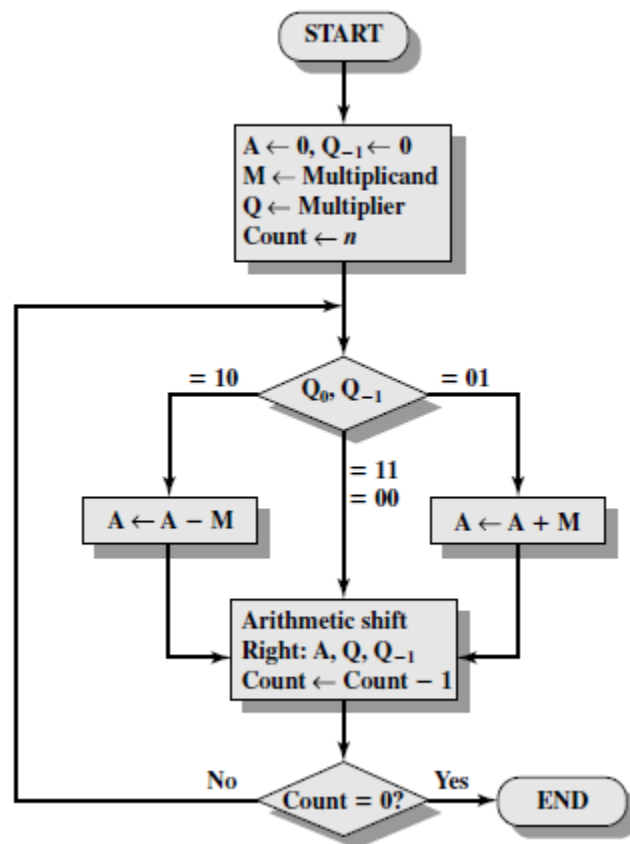 START
A ← 0, Q₋₁ ← 0
M ← Multiplicand
Q ← Multiplier
Count ← n
= 10
Q₀, Q₋₁
= 01
= 11
= 00
A ← A − M
A ← A + M
Arithmetic shift
Right: A, Q, Q₋₁
Count ← Count − 1
No
Count = 0?
Yes
END